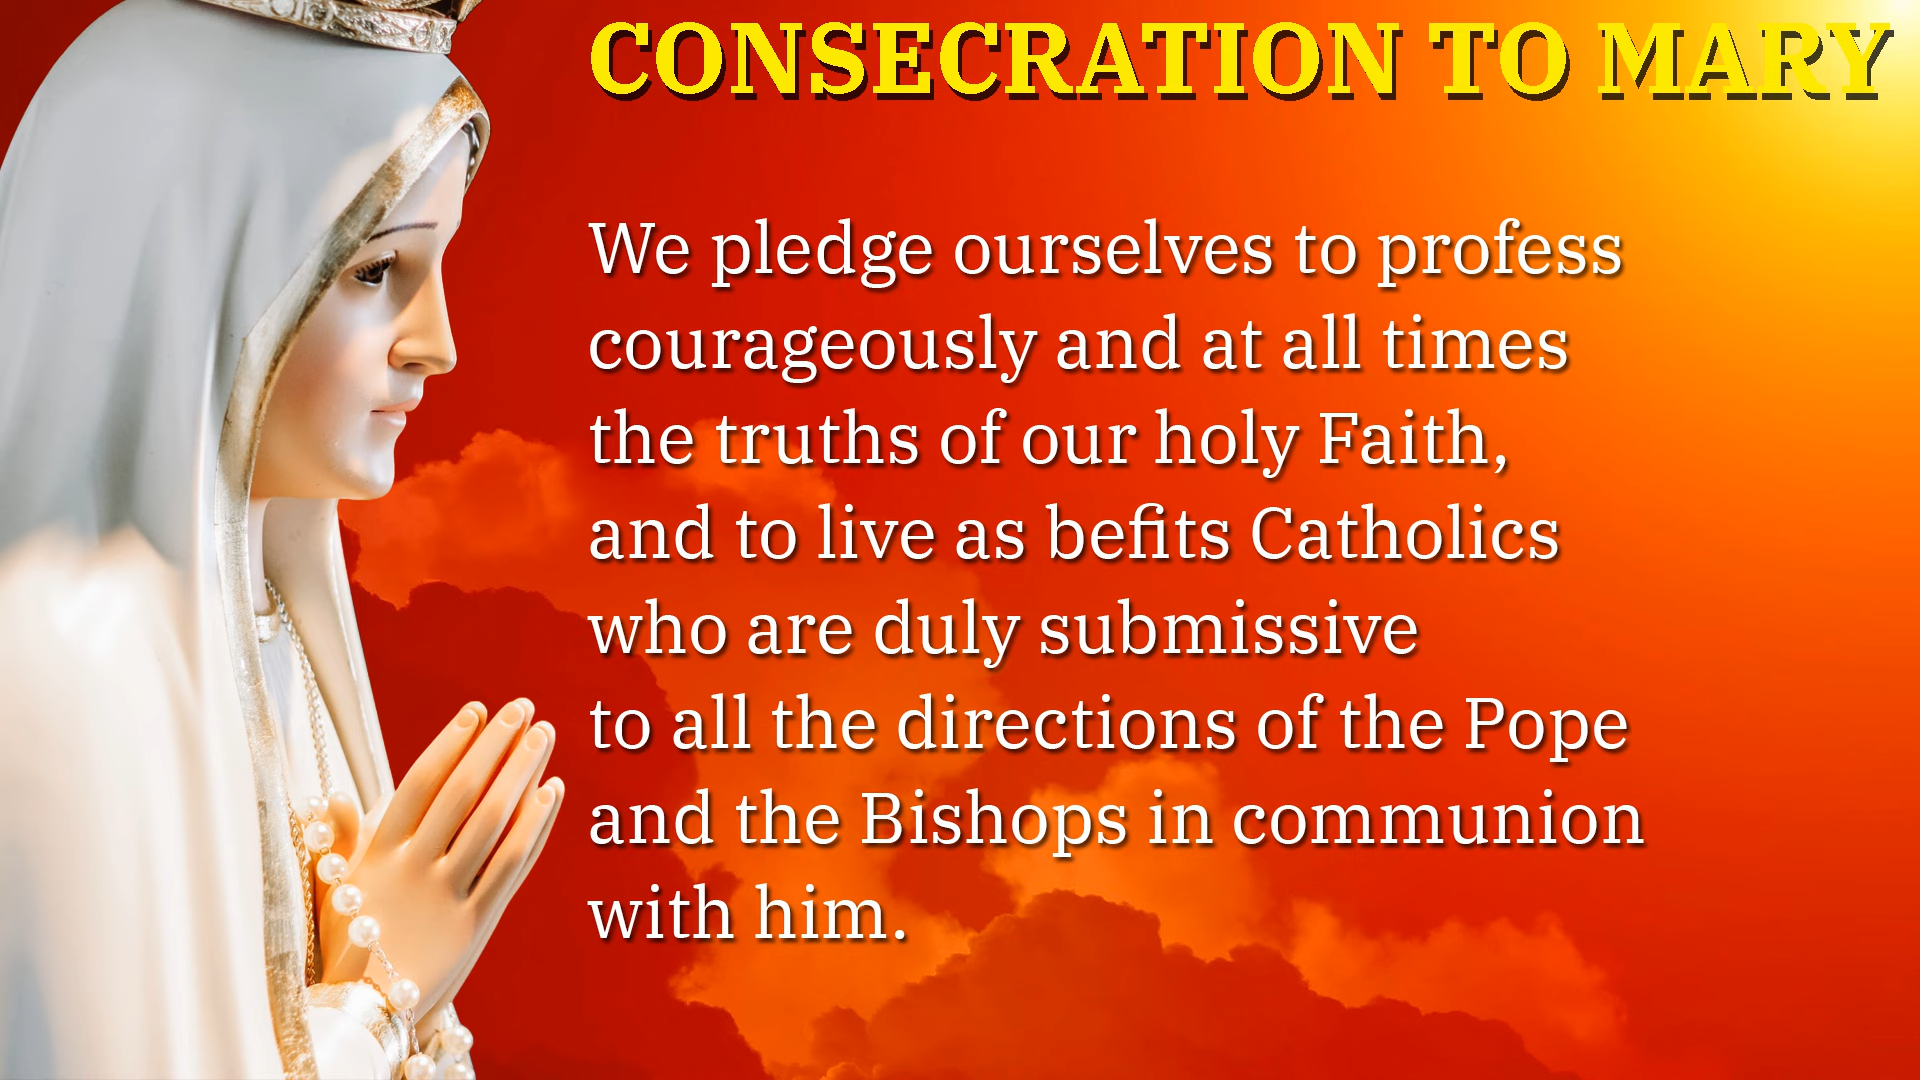 CONSECRATION TO MARY
We pledge ourselves to profess
courageously and at all times
the truths of our holy Faith,
and to live as befits Catholics
who are duly submissive
to all the directions of the Pope
and the Bishops in communion
with him.